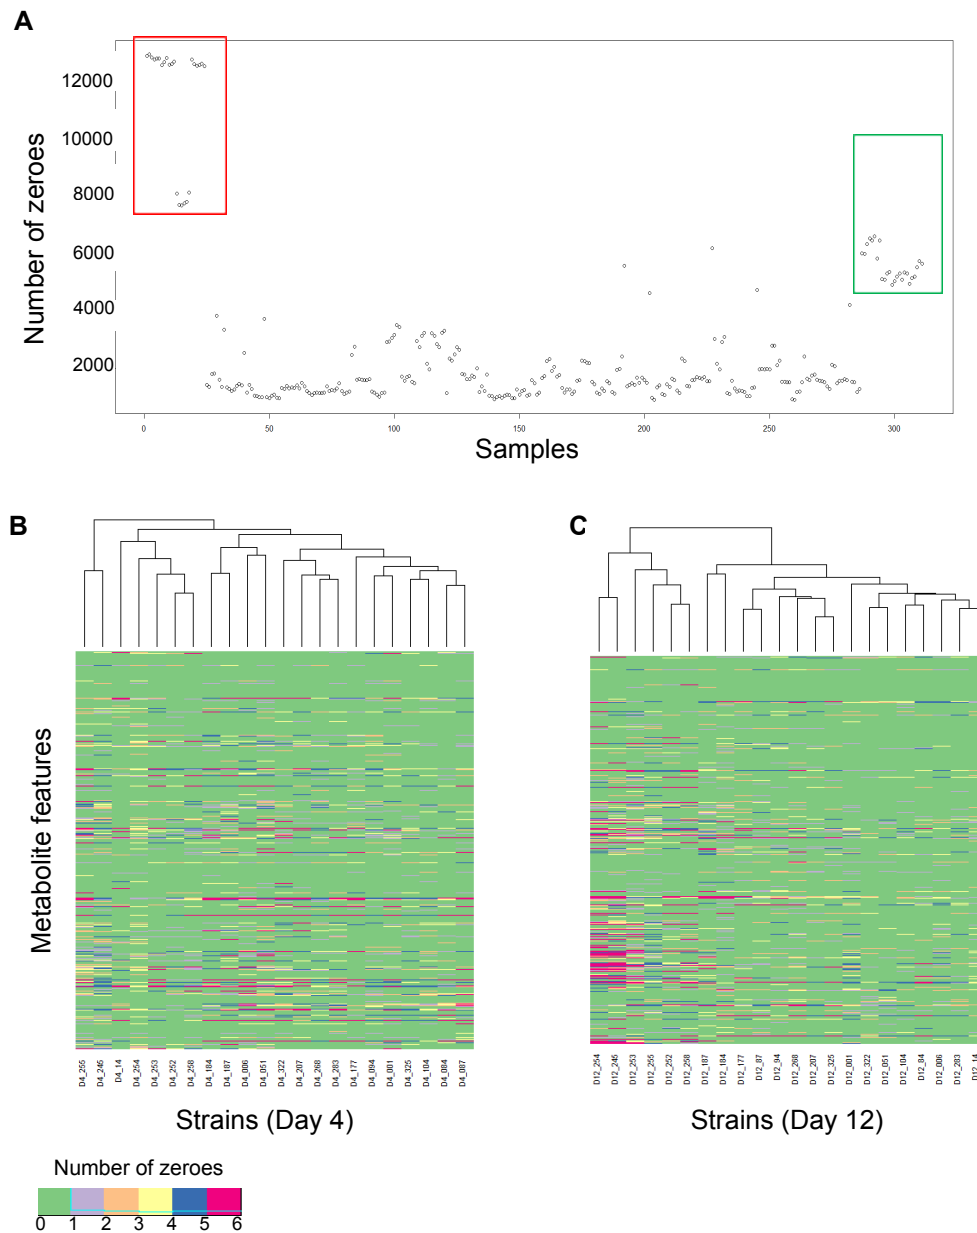 A
12000
10000
8000
6000
4000
2000
Number of zeroes
0 50 100 150 200 250 300
Samples
B
C
Metabolite features
D4_255 D4_246 D4_14 D4_254 D4_253 D4_252 D4_258 D4_184 D4_187 D4_006 D4_051 D4_322 D4_207 D4_268 D4_283 D4_177 D4_094 D4_001 D4_325 D4_104 D4_084 D4_087
D12_254 D12_246 D12_253 D12_255 D12_252 D12_258 D12_187 D12_184 D12_177 D12_87 D12_94 D12_268 D12_207 D12_325 D12_001 D12_322 D12_051 D12_104 D12_84 D12_006 D12_283 D12_14
Strains (Day 4)
Strains (Day 12)
Number of zeroes
0 1 2 3 4 5 6